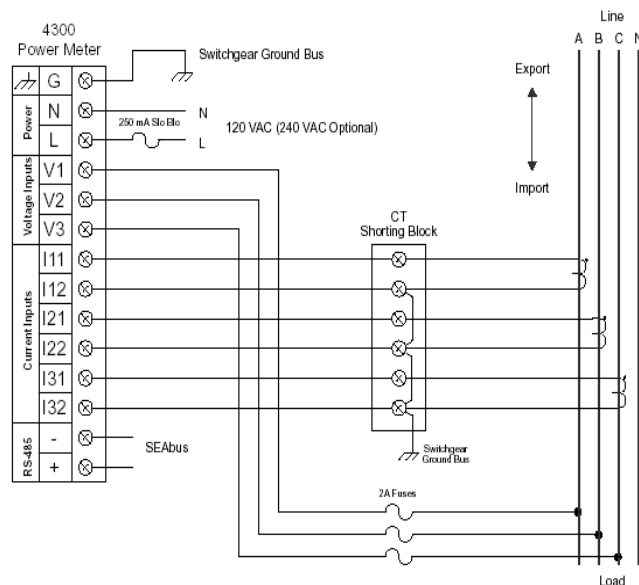 4300
Power Meter
Line
A B C N
Switchgear Ground Bus
Export
Import
G
Power
N
L
250 mA Slo Blo
N
L
120 VAC (240 VAC Optional)
Voltage Inputs
V1
V2
V3
CT
Shorting Block
Current Inputs
I11
I12
I21
I22
I31
I32
RS-485
-
+
SEAbus
Switchgear
Ground Bus
2A Fuses
Load